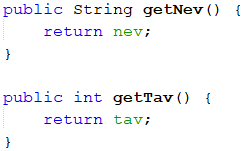 public String getNev() {
    return nev;
}
public int getTav() {
    return tav;
}